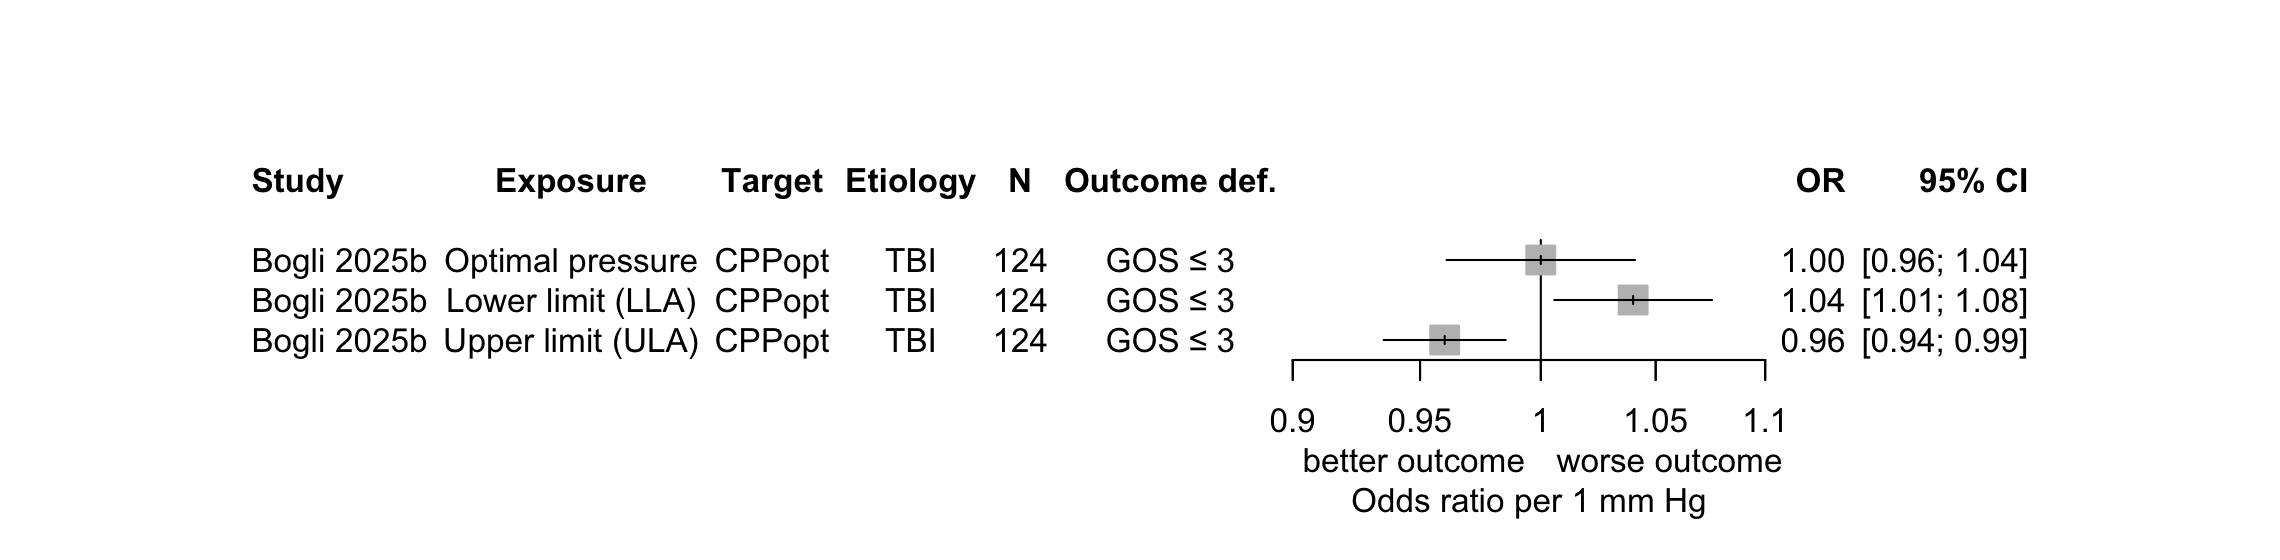 Study Exposure Target Etiology N Outcome def. OR 95% CI
Bogli 2025b Optimal pressure CPPopt TBI 124 GOS ≤ 3 1.00 [0.96; 1.04]
Bogli 2025b Lower limit (LLA) CPPopt TBI 124 GOS ≤ 3 1.04 [1.01; 1.08]
Bogli 2025b Upper limit (ULA) CPPopt TBI 124 GOS ≤ 3 0.96 [0.94; 0.99]
0.9 0.95 1 1.05 1.1
better outcome worse outcome
Odds ratio per 1 mm Hg